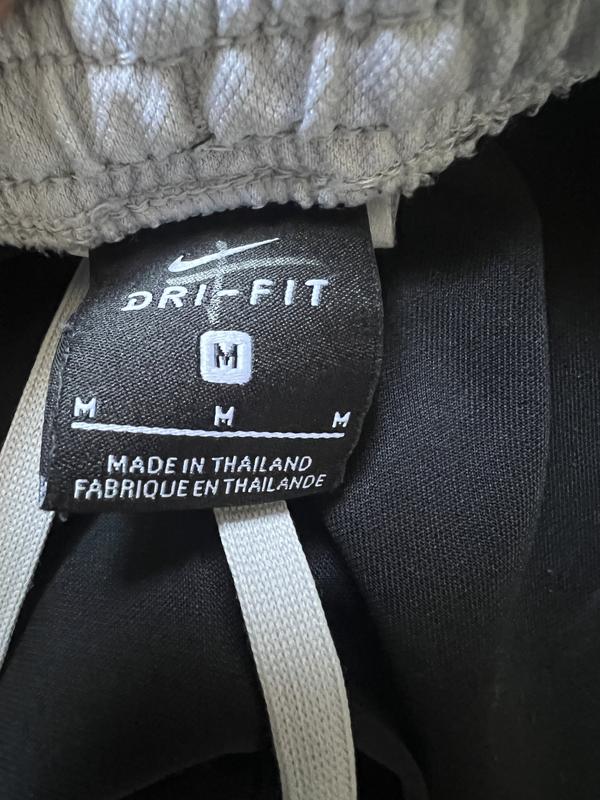 DRI-FIT
M
M M M
MADE IN THAILAND
FABRIQUE EN THAILANDE